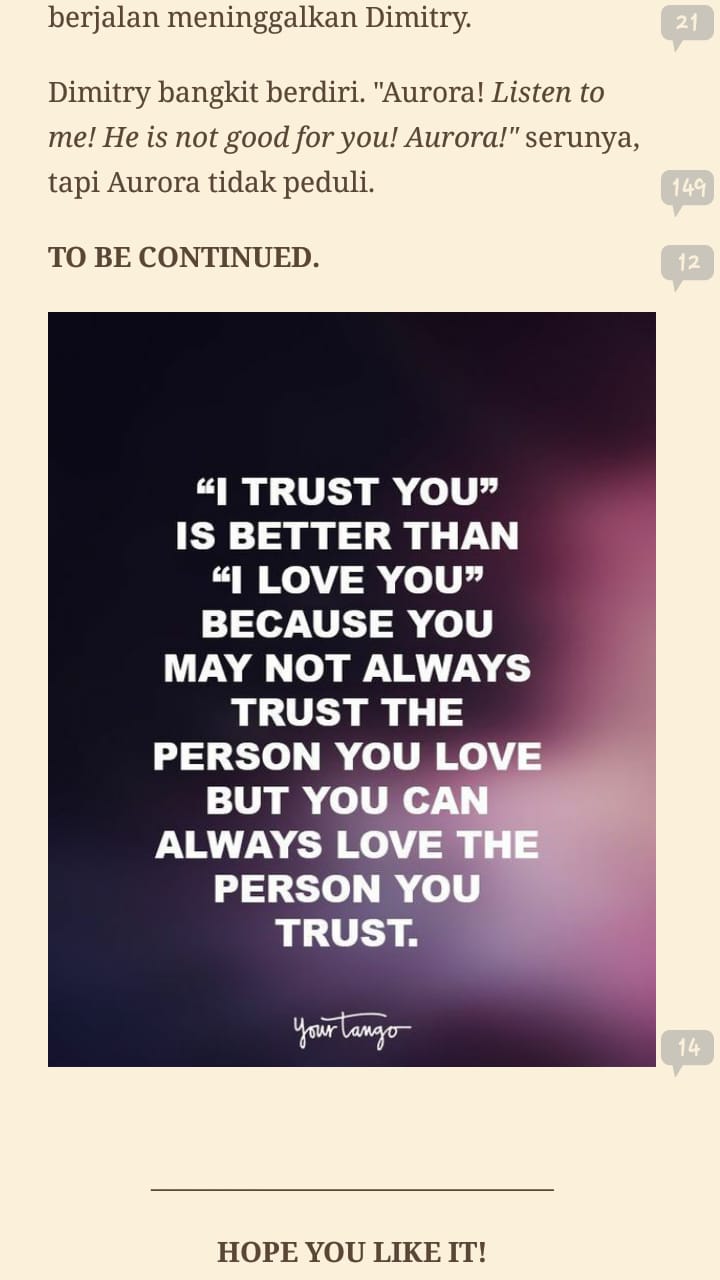 berjalan meninggalkan Dimitry.
21
Dimitry bangkit berdiri. "Aurora! Listen to
me! He is not good for you! Aurora!" serunya,
tapi Aurora tidak peduli.
149
TO BE CONTINUED.
12
“I TRUST YOU”
IS BETTER THAN
“I LOVE YOU”
BECAUSE YOU
MAY NOT ALWAYS
TRUST THE
PERSON YOU LOVE
BUT YOU CAN
ALWAYS LOVE THE
PERSON YOU
TRUST.
YourTango
14
HOPE YOU LIKE IT!